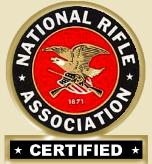 NATIONAL RIFLE
ASSOCIATION
1871
CERTIFIED